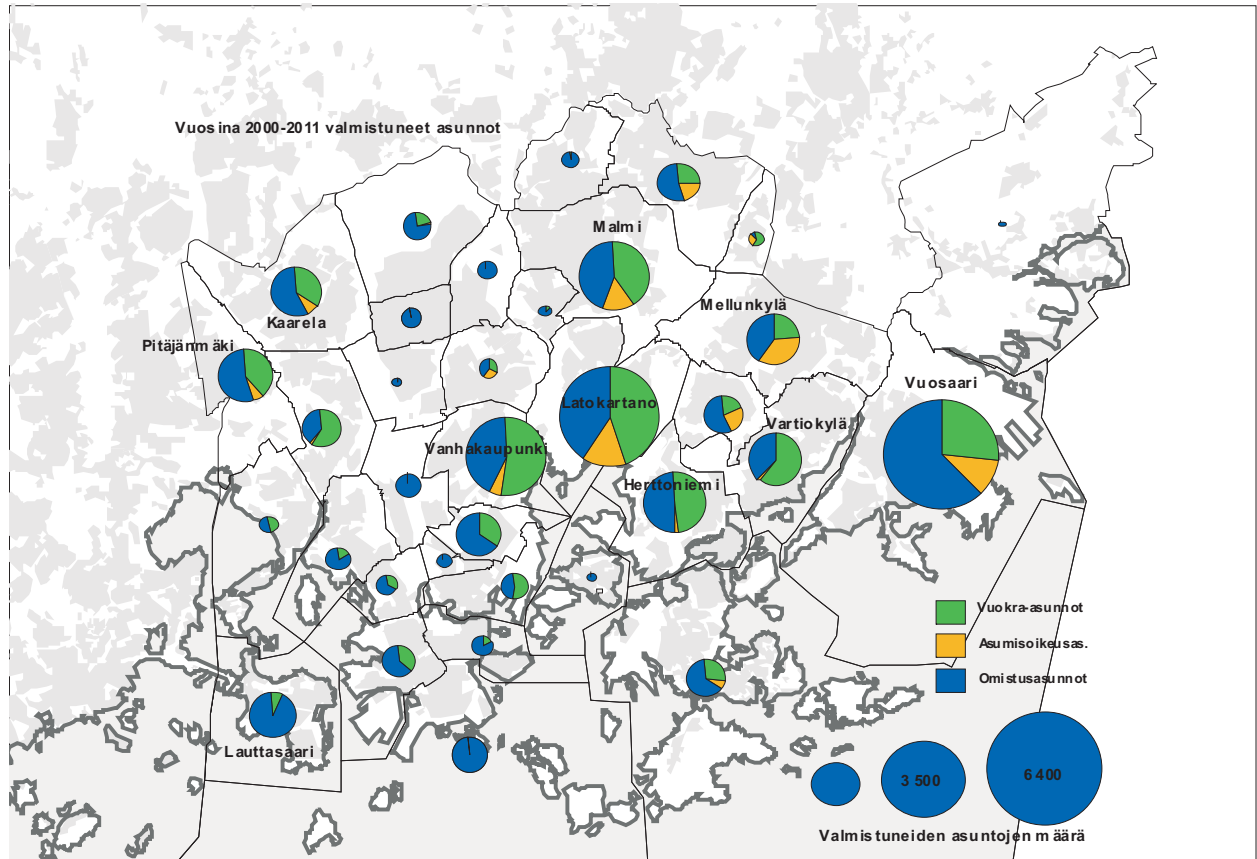 Vuosina 2000-2011 valmistuneet asunnot
Malmi
Kaarela
Mellunkylä
Pitäjänmäki
Vuosaari
Latokartano
Vartiokylä
Vanhakaupunki
Herttoniemi
Lauttasaari
Vuokra-asunnot
Asumisoikeusas.
Omistusasunnot
3 500
6 400
Valmistuneiden asuntojen määrä